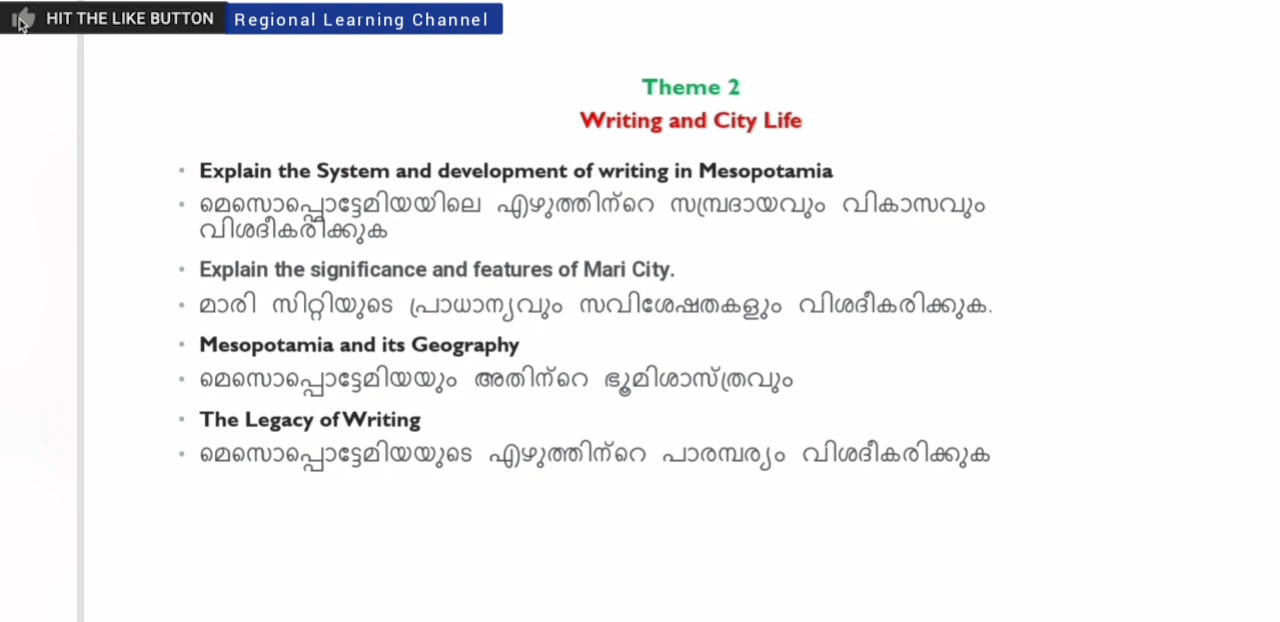 HIT THE LIKE BUTTON Regional Learning Channel
Theme 2
Writing and City Life
• Explain the System and development of writing in Mesopotamia
• മെസൊപ്പൊട്ടേമിയയിലെ എഴുത്തിന്റെ സമ്പ്രദായവും വികാസവും
വിശദീകരിക്കുക
• Explain the significance and features of Mari City.
• മാരി സിറ്റിയുടെ പ്രാധാന്യവും സവിശേഷതകളും വിശദീകരിക്കുക.
• Mesopotamia and its Geography
• മെസൊപ്പൊട്ടേമിയയും അതിന്റെ ഭൂമിശാസ്ത്രവും
• The Legacy of Writing
• മെസൊപ്പൊട്ടേമിയയുടെ എഴുത്തിന്റെ പാരമ്പര്യം വിശദീകരിക്കുക